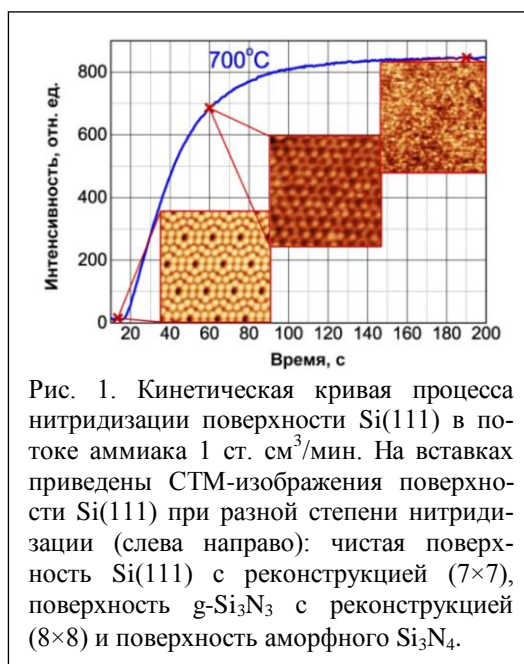 700°C
800
600
400
200
0
Интенсивность, отн. ед.
20 40 60 80 100 120 140 160 180 200
Время, с
Рис. 1. Кинетическая кривая процесса
нитридизации поверхности Si(111) в по-
токе аммиака 1 ст. см³/мин. На вставках
приведены СТМ-изображения поверхно-
сти Si(111) при разной степени нитриди-
зации (слева направо): чистая поверх-
ность Si(111) с реконструкцией (7×7),
поверхность g-Si₃N₃ с реконструкцией
(8×8) и поверхность аморфного Si₃N₄.